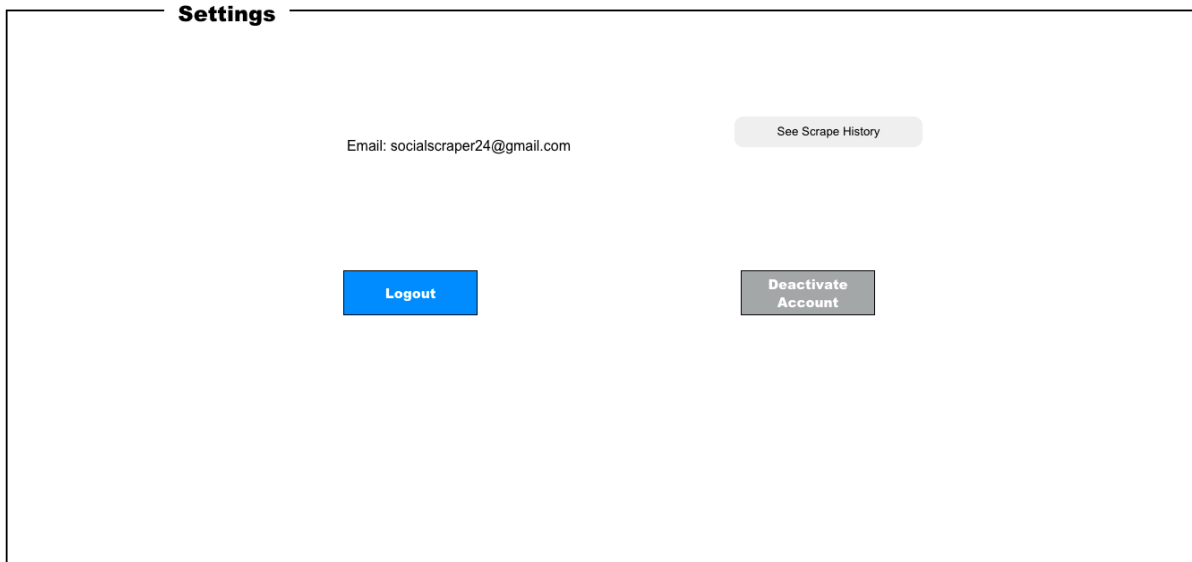 Settings
Email: socialscraper24@gmail.com
See Scrape History
Logout
Deactivate
Account